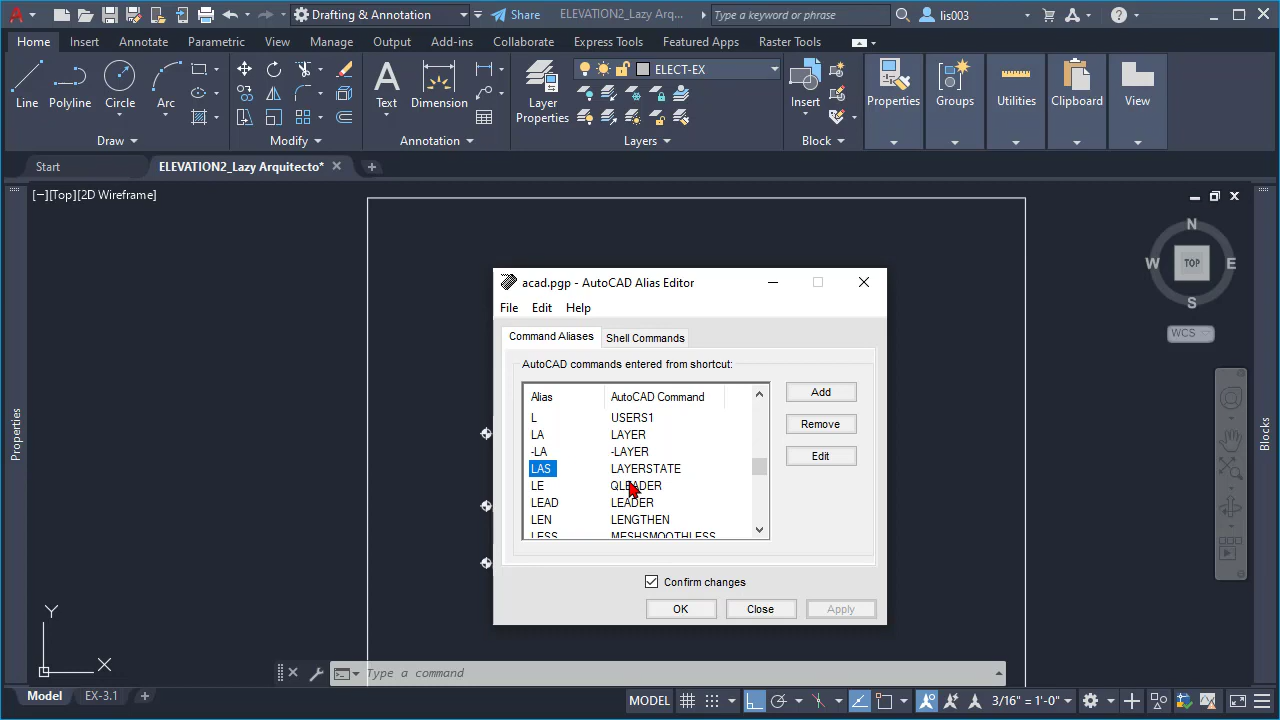 Drafting & Annotation
Share
ELEVATION2_Lazy Arq...
Type a keyword or phrase
lis003
Home
Insert
Annotate
Parametric
View
Manage
Output
Add-ins
Collaborate
Express Tools
Featured Apps
Raster Tools
Line
Polyline
Circle
Arc
Text
Dimension
Layer
Properties
ELECT-EX
Insert
Properties
Groups
Utilities
Clipboard
View
Draw
Modify
Annotation
Layers
Block
Start
ELEVATION2_Lazy Arquitecto*
[−][Top][2D Wireframe]
N
W
TOP
E
S
WCS
Properties
Blocks
acad.pgp - AutoCAD Alias Editor
File
Edit
Help
Command Aliases
Shell Commands
AutoCAD commands entered from shortcut:
Alias
AutoCAD Command
L
USERS1
LA
LAYER
-LA
-LAYER
LAS
LAYERSTATE
LE
QLEADER
LEAD
LEADER
LEN
LENGTHEN
LESS
MESHSMOOTHLESS
Add
Remove
Edit
Confirm changes
OK
Close
Apply
Y
X
Type a command
Model
EX-3.1
MODEL
3/16" = 1'-0"